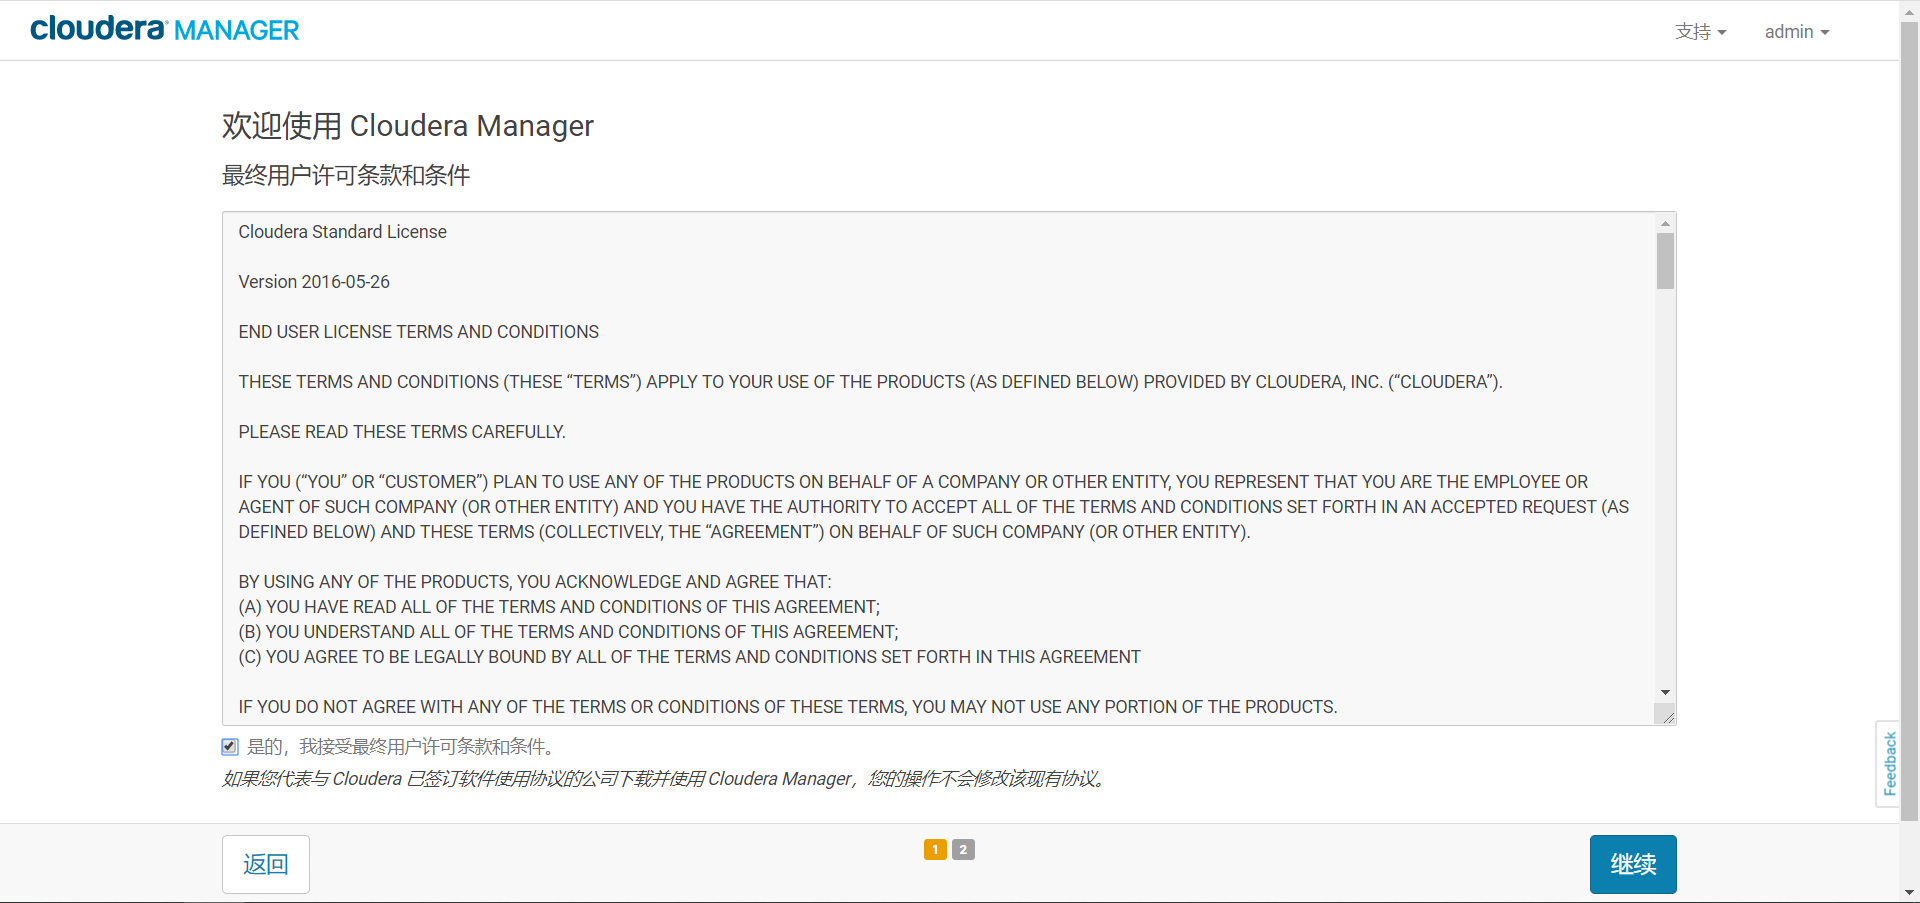 cloudera MANAGER
支持
admin
欢迎使用 Cloudera Manager
最终用户许可条款和条件
Cloudera Standard License
Version 2016-05-26
END USER LICENSE TERMS AND CONDITIONS
THESE TERMS AND CONDITIONS (THESE “TERMS”) APPLY TO YOUR USE OF THE PRODUCTS (AS DEFINED BELOW) PROVIDED BY CLOUDERA, INC. (“CLOUDERA”).
PLEASE READ THESE TERMS CAREFULLY.
IF YOU (“YOU” OR “CUSTOMER”) PLAN TO USE ANY OF THE PRODUCTS ON BEHALF OF A COMPANY OR OTHER ENTITY, YOU REPRESENT THAT YOU ARE THE EMPLOYEE OR
AGENT OF SUCH COMPANY (OR OTHER ENTITY) AND YOU HAVE THE AUTHORITY TO ACCEPT ALL OF THE TERMS AND CONDITIONS SET FORTH IN AN ACCEPTED REQUEST (AS
DEFINED BELOW) AND THESE TERMS (COLLECTIVELY, THE “AGREEMENT”) ON BEHALF OF SUCH COMPANY (OR OTHER ENTITY).
BY USING ANY OF THE PRODUCTS, YOU ACKNOWLEDGE AND AGREE THAT:
(A) YOU HAVE READ ALL OF THE TERMS AND CONDITIONS OF THIS AGREEMENT;
(B) YOU UNDERSTAND ALL OF THE TERMS AND CONDITIONS OF THIS AGREEMENT;
(C) YOU AGREE TO BE LEGALLY BOUND BY ALL OF THE TERMS AND CONDITIONS SET FORTH IN THIS AGREEMENT
IF YOU DO NOT AGREE WITH ANY OF THE TERMS OR CONDITIONS OF THESE TERMS, YOU MAY NOT USE ANY PORTION OF THE PRODUCTS.
是的，我接受最终用户许可条款和条件。
如果您代表与 Cloudera 已签订软件使用协议的公司下载并使用 Cloudera Manager，您的操作不会修改该现有协议。
Feedback
返回
1 2
继续